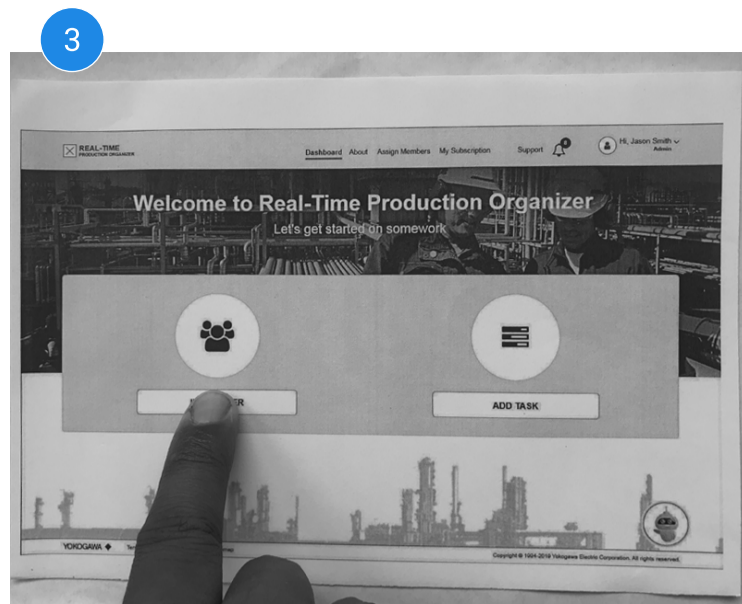 3
REAL-TIME
PRODUCTION ORGANIZER
Dashboard About Assign Members My Subscription Support
Hi, Jason Smith
Admin
Welcome to Real-Time Production Organizer
Let's get started on somework
ER
ADD TASK
YOKOGAWA
Copyright © 1994-2019 Yokogawa Electric Corporation. All rights reserved.